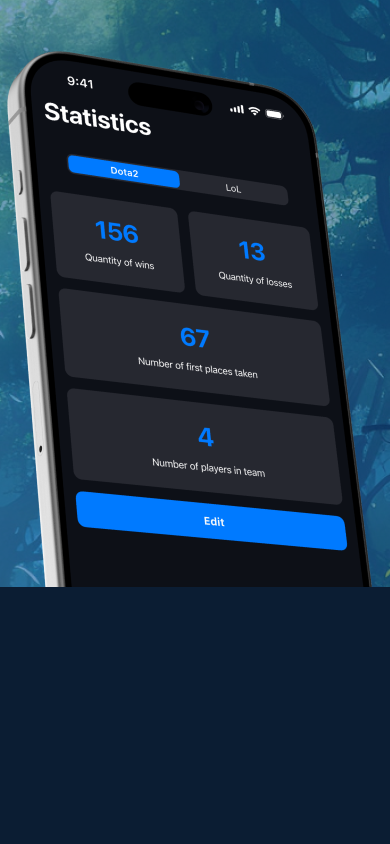 9:41
Statistics
Dota2
LoL
156
Quantity of wins
13
Quantity of losses
67
Number of first places taken
4
Number of players in team
Edit